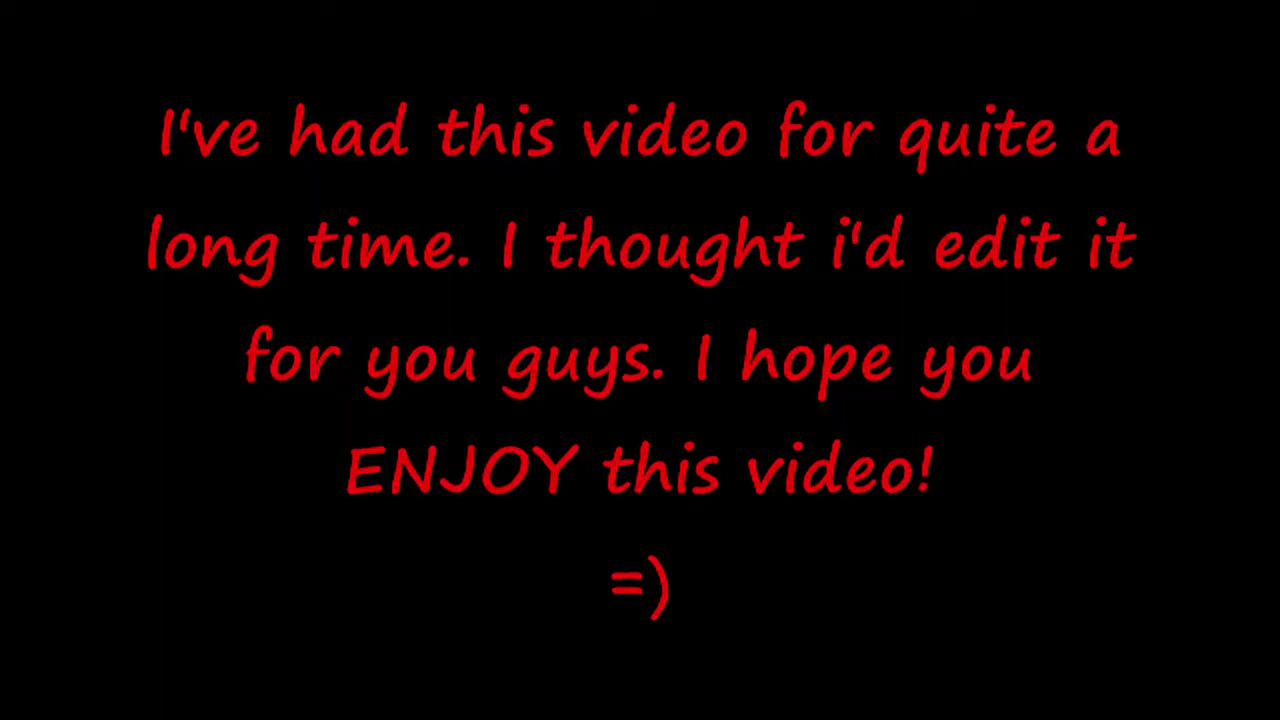 I've had this video for quite a
long time. I thought i'd edit it
for you guys. I hope you
ENJOY this video!
=)